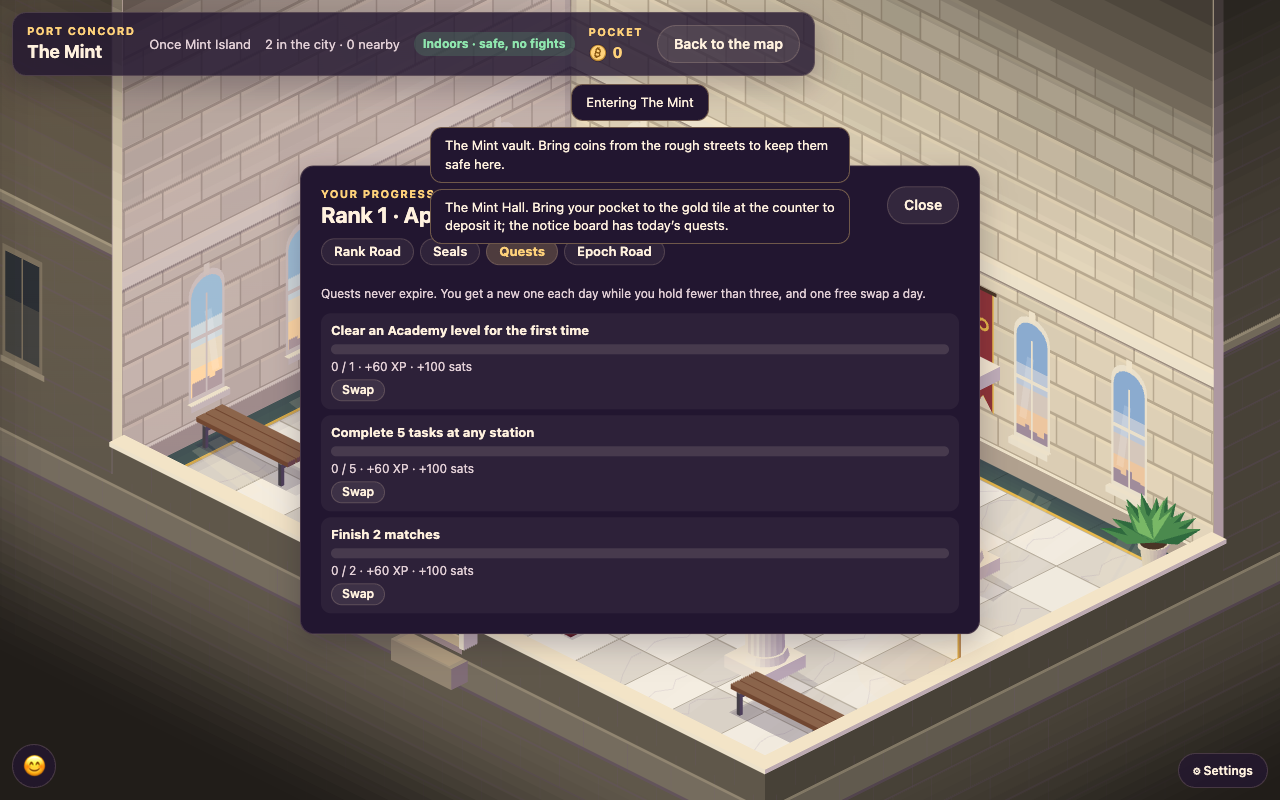 PORT CONCORD
The Mint
Once Mint Island
2 in the city · 0 nearby
Indoors · safe, no fights
POCKET
₿ 0
Back to the map
Entering The Mint
The Mint vault. Bring coins from the rough streets to keep them
safe here.
The Mint Hall. Bring your pocket to the gold tile at the counter to
deposit it; the notice board has today's quests.
YOUR PROGRESS
Rank 1 · Ap
Close
Rank Road
Seals
Quests
Epoch Road
Quests never expire. You get a new one each day while you hold fewer than three, and one free swap a day.
Clear an Academy level for the first time
0 / 1 · +60 XP · +100 sats
Swap
Complete 5 tasks at any station
0 / 5 · +60 XP · +100 sats
Swap
Finish 2 matches
0 / 2 · +60 XP · +100 sats
Swap
Settings